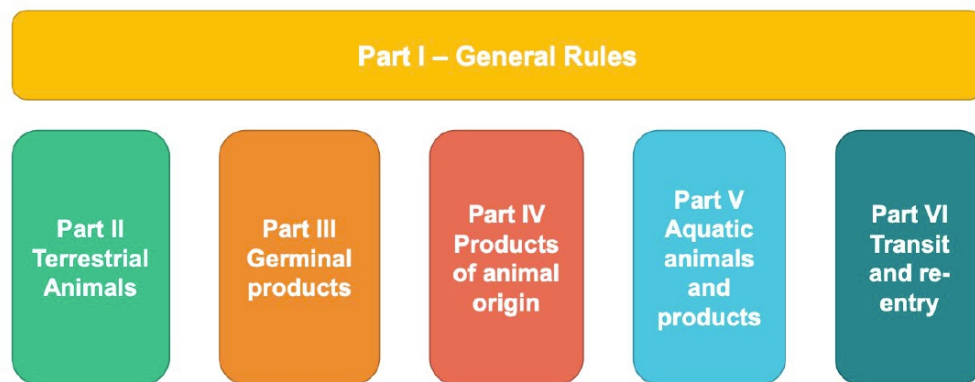 Part I – General Rules
Part II
Terrestrial
Animals
Part III
Germinal
products
Part IV
Products
of animal
origin
Part V
Aquatic
animals
and
products
Part VI
Transit
and re-
entry